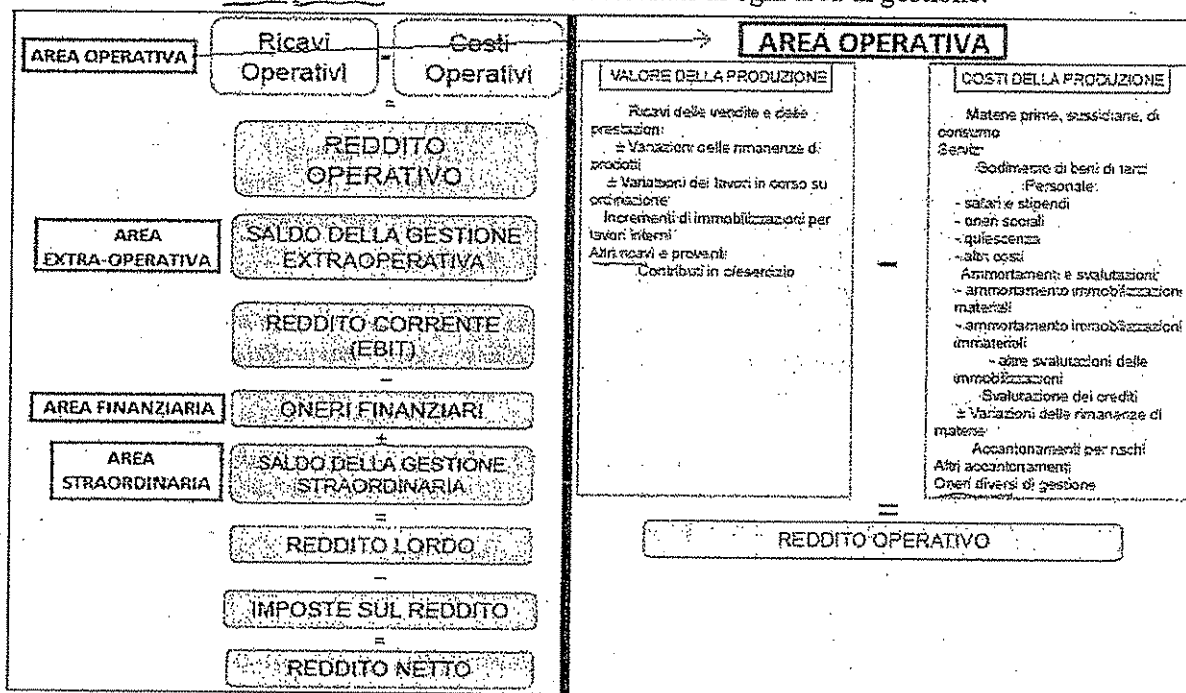 ogni area di gestione.
AREA OPERATIVA
Ricavi
Operativi
-
Costi
Operativi
=
REDDITO
OPERATIVO
AREA
EXTRA-OPERATIVA
SALDO DELLA GESTIONE
EXTRAOPERATIVA
REDDITO CORRENTE
(EBIT)
-
AREA FINANZIARIA
ONERI FINANZIARI
+
AREA
STRAORDINARIA
SALDO DELLA GESTIONE
STRAORDINARIA
=
REDDITO LORDO
-
IMPOSTE SUL REDDITO
=
REDDITO NETTO
AREA OPERATIVA
VALORE DELLA PRODUZIONE
Ricavi delle vendite e delle
prestazioni
± Variazioni delle rimanenze di
prodotti
± Variazioni dei lavori in corso su
ordinazione
Incrementi di immobilizzazioni per
lavori interni
Altri ricavi e proventi
Contributi in c/esercizio
-
COSTI DELLA PRODUZIONE
Materie prime, sussidiarie, di
consumo
Servizi
Godimento di beni di terzi
Personale:
- salari e stipendi
- oneri sociali
- quiescenza
- altri costi
Ammortamenti e svalutazioni:
- ammortamento immobilizzazioni
materiali
- ammortamento immobilizzazioni
immateriali
- altre svalutazioni delle
immobilizzazioni
Svalutazione dei crediti
± Variazioni delle rimanenze di
materie
Accantonamenti per rischi
Altri accantonamenti
Oneri diversi di gestione
=
REDDITO OPERATIVO